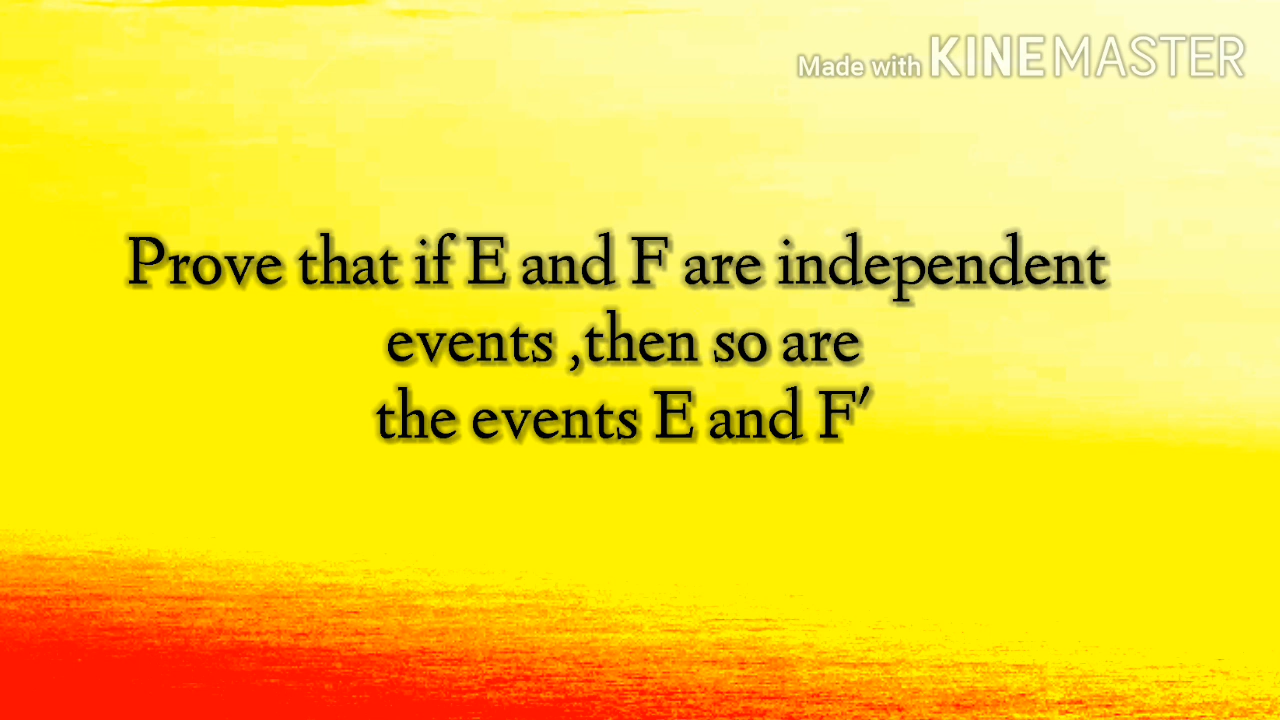 Made with KINEMASTER
Prove that if E and F are independent
events ,then so are
the events E and F′